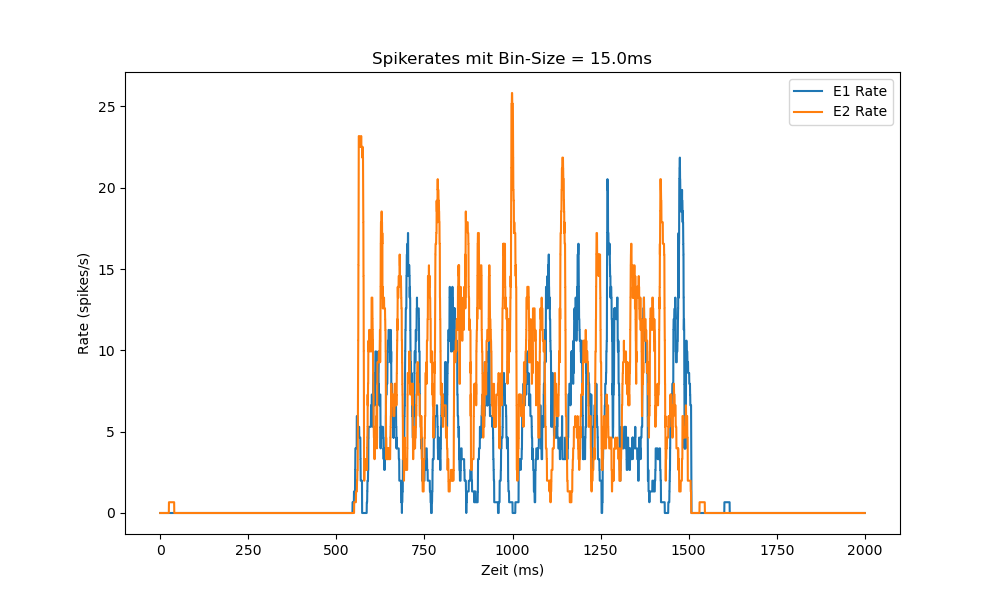 Spikerates mit Bin-Size = 15.0ms
E1 Rate
E2 Rate
Rate (spikes/s)
25
20
15
10
5
0
0 250 500 750 1000 1250 1500 1750 2000
Zeit (ms)